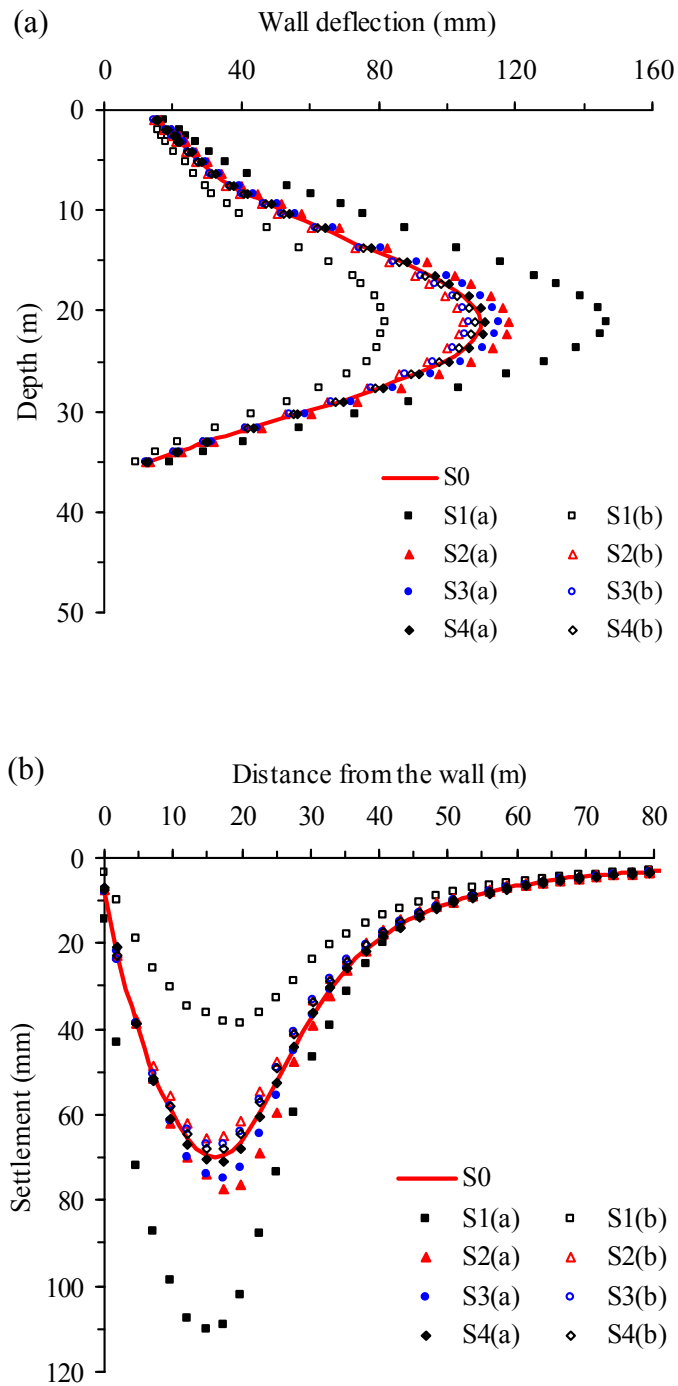 (a)
Wall deflection (mm)
0 40 80 120 160
0
10
20
30
40
50
Depth (m)
S0
S1(a) S1(b)
S2(a) S2(b)
S3(a) S3(b)
S4(a) S4(b)
(b)
Distance from the wall (m)
0 10 20 30 40 50 60 70 80
0
20
40
60
80
100
120
Settlement (mm)
S0
S1(a) S1(b)
S2(a) S2(b)
S3(a) S3(b)
S4(a) S4(b)